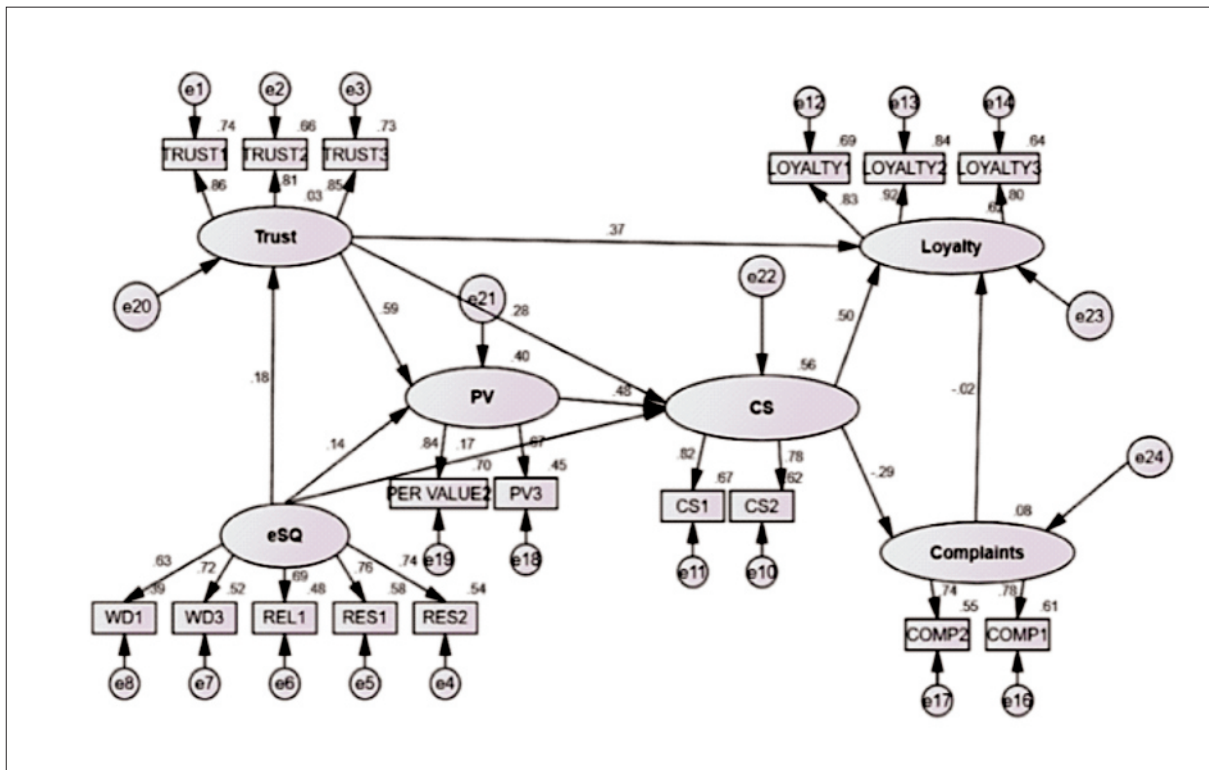 e1 e2 e3
.74 .66 .73
TRUST1 TRUST2 TRUST3
.86 .81 .85
.03
Trust
e20
e12 e13 e14
.69 .84 .64
LOYALTY1 LOYALTY2 LOYALTY3
.83 .92 .80
Loyalty
e23
.37
e21
e22
.59 .28
.50
.18
.40
PV
.48
.56
CS
-.02
.14
.84 .17 .67
.70 .45
PER VALUE2 PV3
e19 e18
.82 .78
.67 .62
CS1 CS2
e11 e10
-.29
e24
.08
Complaints
.74 .78
.55 .61
COMP2 COMP1
e17 e16
eSQ
.63 .72 .69 .76 .74
.39 .52 .48 .58 .54
WD1 WD3 REL1 RES1 RES2
e8 e7 e6 e5 e4